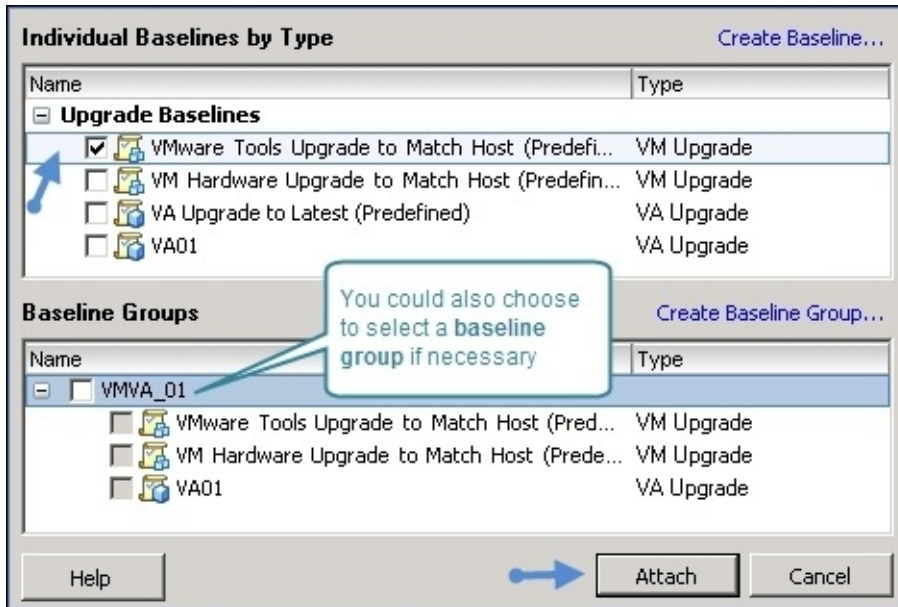 Individual Baselines by Type Create Baseline...
Name Type
Upgrade Baselines
VMware Tools Upgrade to Match Host (Predefi... VM Upgrade
VM Hardware Upgrade to Match Host (Predefin... VM Upgrade
VA Upgrade to Latest (Predefined) VA Upgrade
VA01 VA Upgrade
You could also choose
to select a baseline
group if necessary
Baseline Groups Create Baseline Group...
Name Type
VMVA_01
VMware Tools Upgrade to Match Host (Pred... VM Upgrade
VM Hardware Upgrade to Match Host (Prede... VM Upgrade
VA01 VA Upgrade
Help Attach Cancel